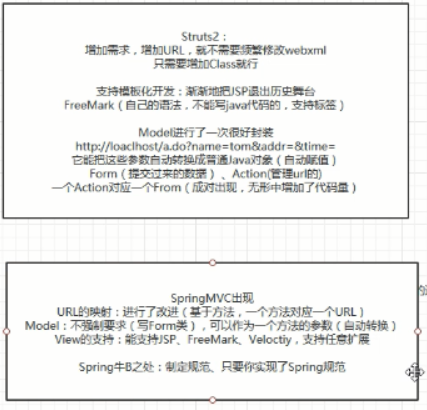 Struts2：
增加需求，增加URL，就不需要频繁修改webxml
只需要增加Class就行
支持模板化开发：渐渐地把JSP退出历史舞台
FreeMark（自己的语法，不能写java代码的，支持标签）
Model进行了一次很好封装
http://loaclhost/a.do?name=tom&addr=&time=
它能把这些参数自动转换成普通Java对象（自动赋值）
Form（提交过来的数据）、Action(管理url的)
一个Action对应一个From（成对出现，无形中增加了代码量）
SpringMVC出现
URL的映射：进行了改进（基于方法，一个方法对应一个URL）
Model：不强制要求（写Form类），可以作为一个方法的参数（自动转换）
View的支持：能支持JSP、FreeMark、Veloctiy，支持任意扩展
Spring牛B之处：制定规范、只要你实现了Spring规范